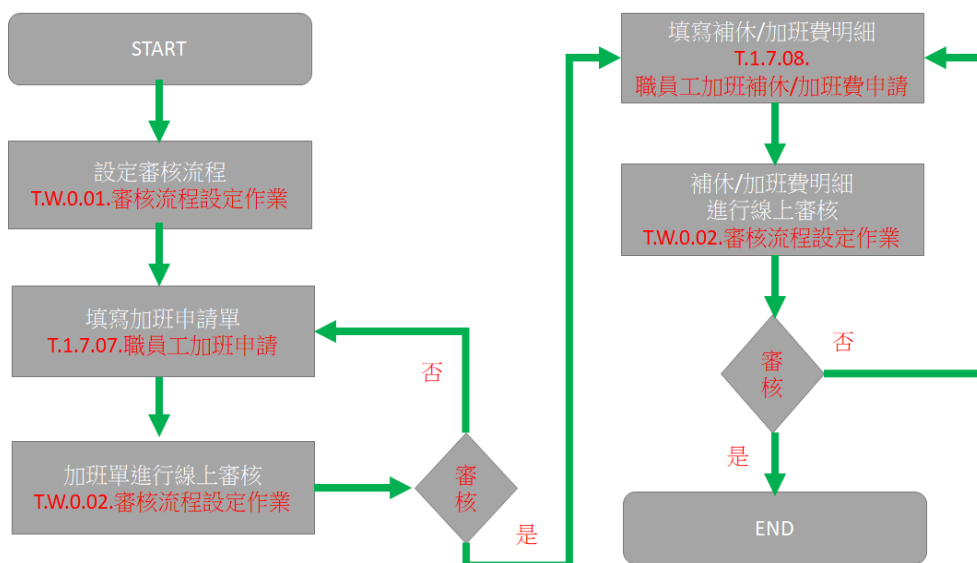 START
設定審核流程
T.W.0.01.審核流程設定作業
填寫加班申請單
T.1.7.07.職員工加班申請
加班單進行線上審核
T.W.0.02.審核流程設定作業
審
核
否
是
填寫補休/加班費明細
T.1.7.08.
職員工加班補休/加班費申請
補休/加班費明細
進行線上審核
T.W.0.02.審核流程設定作業
審
核
否
是
END